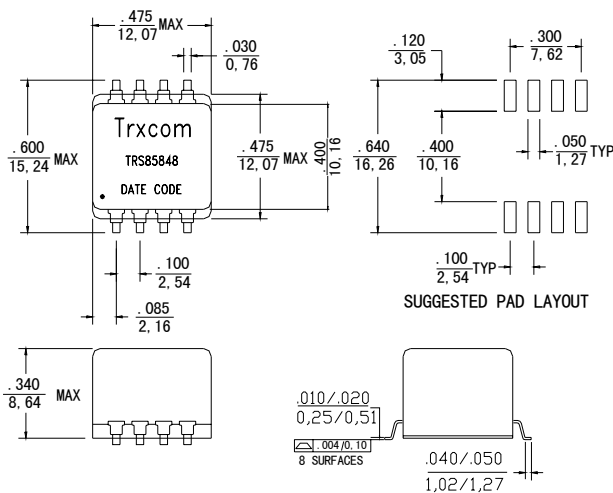 .475 MAX
12,07
.030
0,76
.120
3,05
.300
7,62
.600 MAX
15,24
Trxcom
TRS85848
DATE CODE
.475 MAX
12,07
.400
10,16
.640
16,26
.400
10,16
.050 TYP
1,27
.100
2,54
.085
2,16
.100 TYP
2,54
SUGGESTED PAD LAYOUT
.340 MAX
8,64
.010/.020
0,25/0,51
.004/0,10
8 SURFACES
.040/.050
1,02/1,27